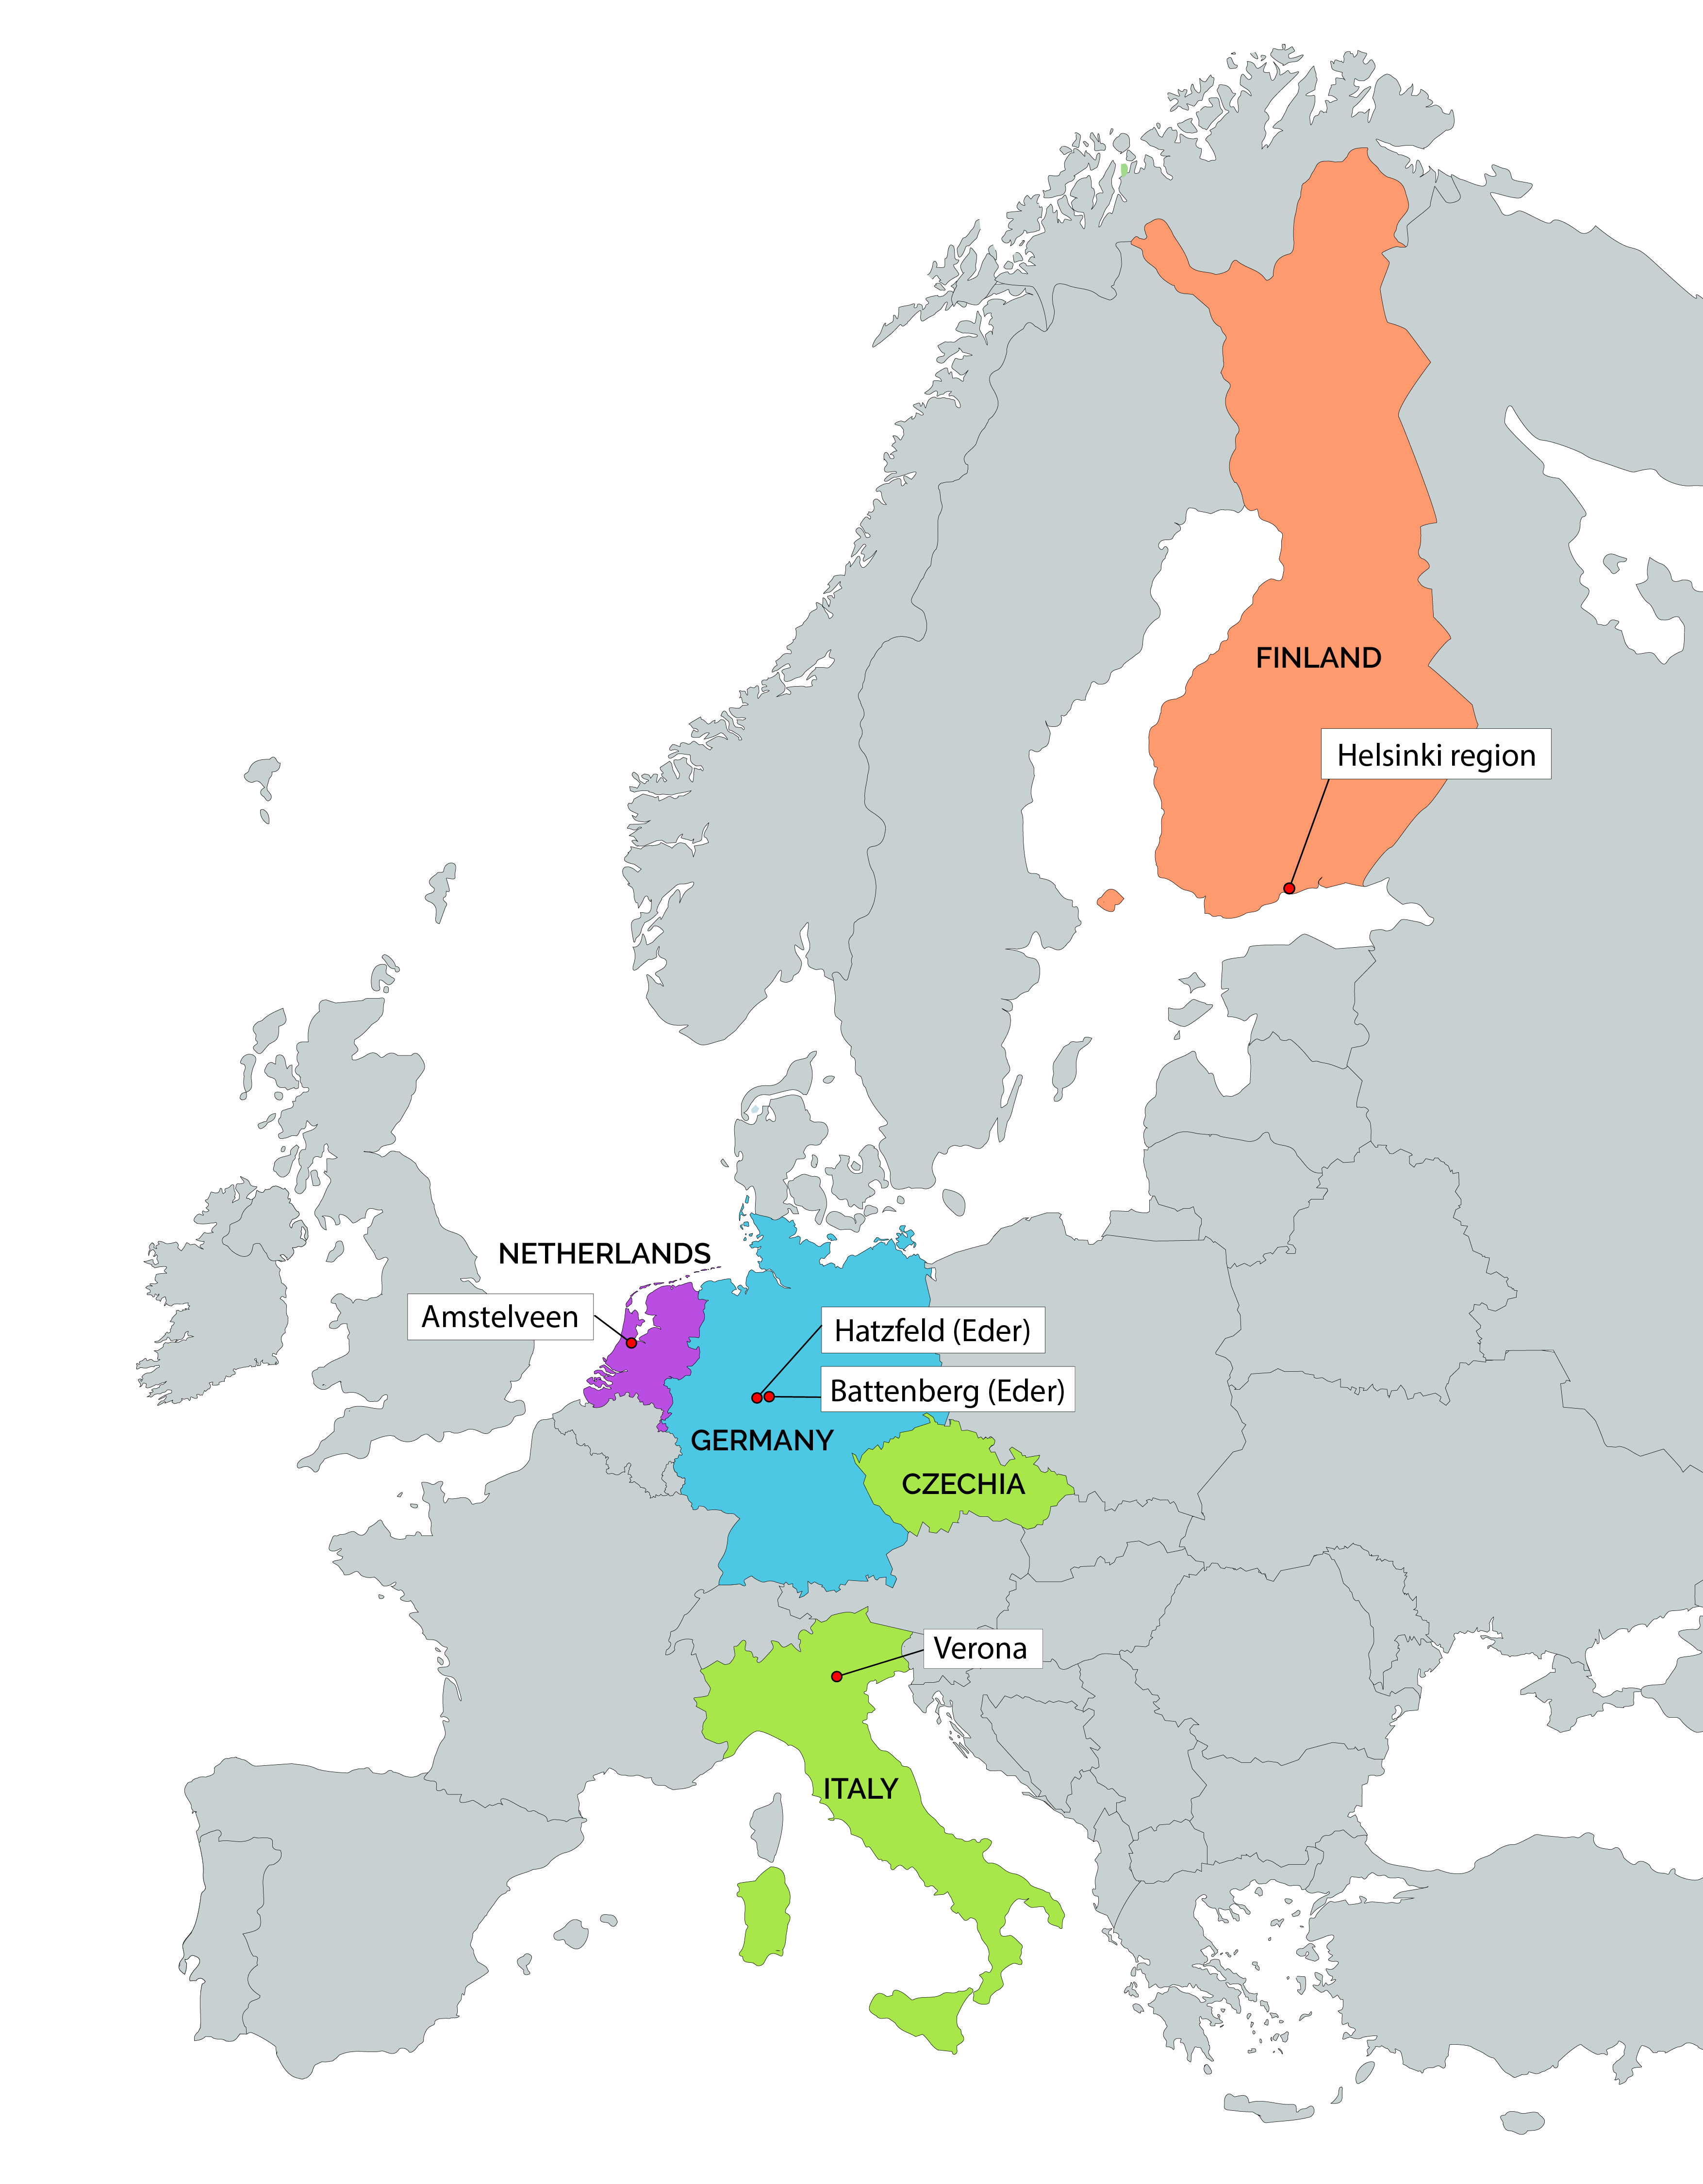 FINLAND
Helsinki region
NETHERLANDS
Amstelveen
Hatzfeld (Eder)
Battenberg (Eder)
GERMANY
CZECHIA
Verona
ITALY